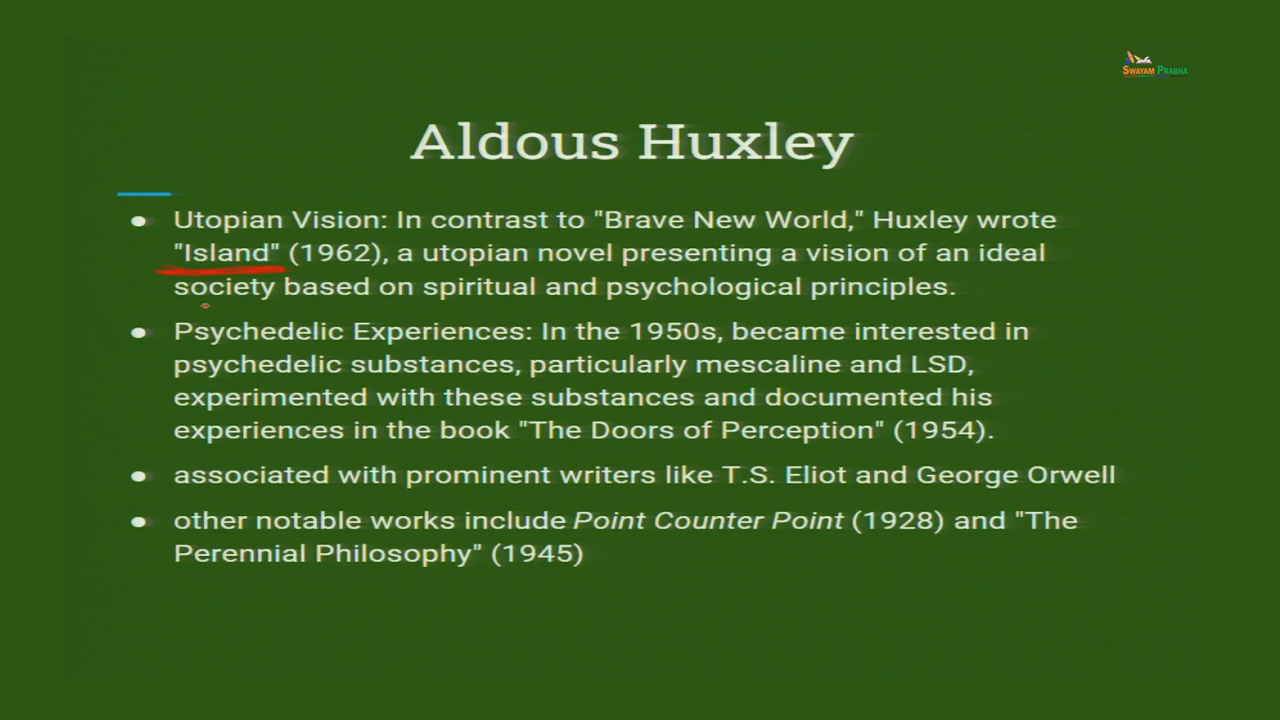 SWAYAM PRABHA
Aldous Huxley
● Utopian Vision: In contrast to "Brave New World," Huxley wrote
"Island" (1962), a utopian novel presenting a vision of an ideal
society based on spiritual and psychological principles.
● Psychedelic Experiences: In the 1950s, became interested in
psychedelic substances, particularly mescaline and LSD,
experimented with these substances and documented his
experiences in the book "The Doors of Perception" (1954).
● associated with prominent writers like T.S. Eliot and George Orwell
● other notable works include Point Counter Point (1928) and "The
Perennial Philosophy" (1945)